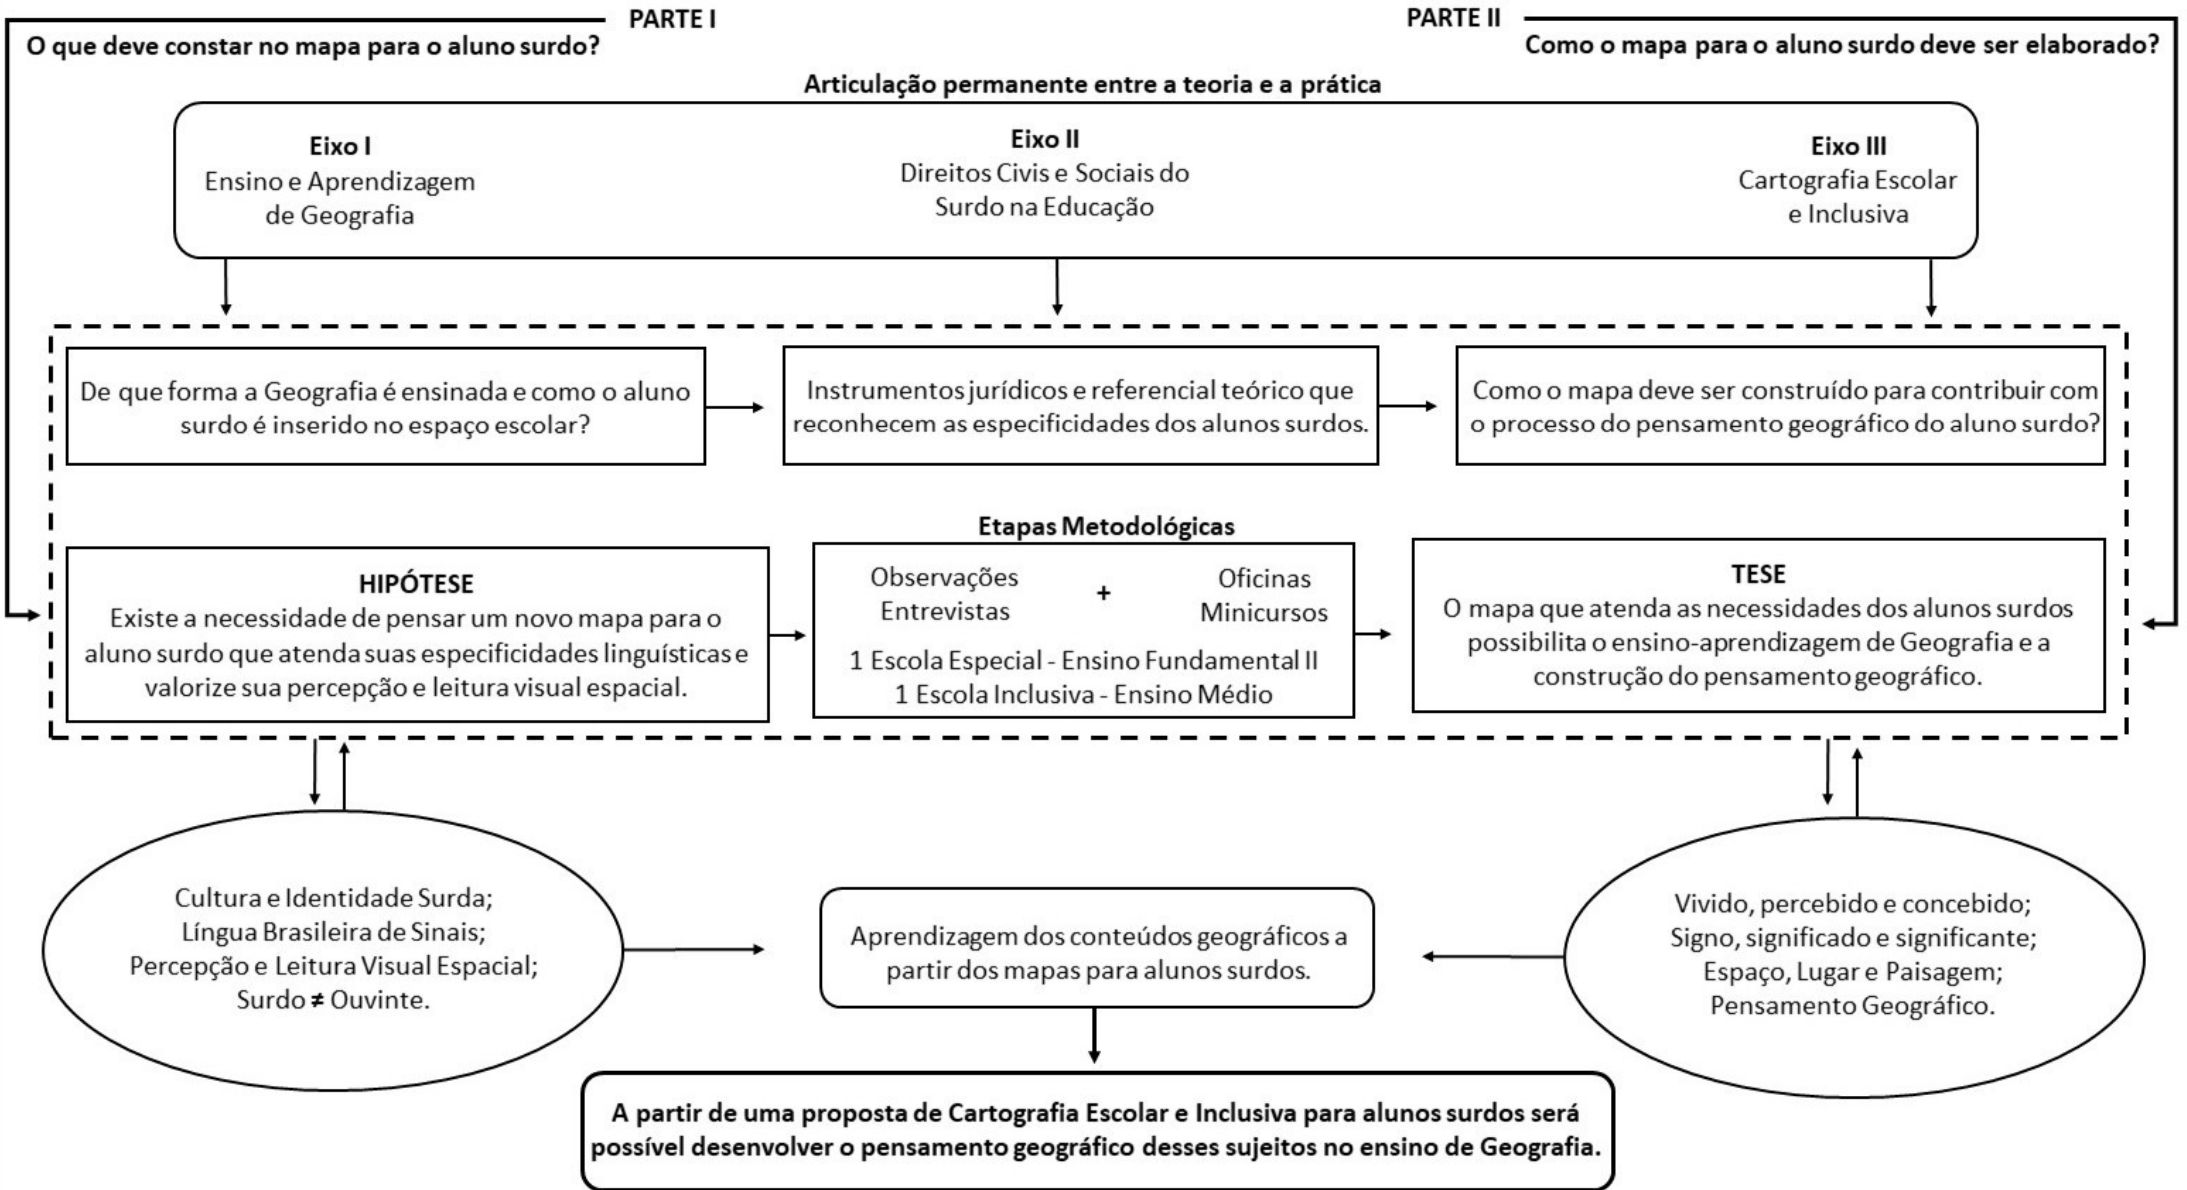 PARTE I
O que deve constar no mapa para o aluno surdo?
PARTE II
Como o mapa para o aluno surdo deve ser elaborado?
Articulação permanente entre a teoria e a prática
Eixo I
Ensino e Aprendizagem
de Geografia
Eixo II
Direitos Civis e Sociais do
Surdo na Educação
Eixo III
Cartografia Escolar
e Inclusiva
De que forma a Geografia é ensinada e como o aluno
surdo é inserido no espaço escolar?
Instrumentos jurídicos e referencial teórico que
reconhecem as especificidades dos alunos surdos.
Como o mapa deve ser construído para contribuir com
o processo do pensamento geográfico do aluno surdo?
HIPÓTESE
Existe a necessidade de pensar um novo mapa para o
aluno surdo que atenda suas especificidades linguísticas e
valorize sua percepção e leitura visual espacial.
Etapas Metodológicas
Observações
Entrevistas
+
Oficinas
Minicursos
1 Escola Especial - Ensino Fundamental II
1 Escola Inclusiva - Ensino Médio
TESE
O mapa que atenda as necessidades dos alunos surdos
possibilita o ensino-aprendizagem de Geografia e a
construção do pensamento geográfico.
Cultura e Identidade Surda;
Língua Brasileira de Sinais;
Percepção e Leitura Visual Espacial;
Surdo ≠ Ouvinte.
Aprendizagem dos conteúdos geográficos a
partir dos mapas para alunos surdos.
Vivido, percebido e concebido;
Signo, significado e significante;
Espaço, Lugar e Paisagem;
Pensamento Geográfico.
A partir de uma proposta de Cartografia Escolar e Inclusiva para alunos surdos será
possível desenvolver o pensamento geográfico desses sujeitos no ensino de Geografia.